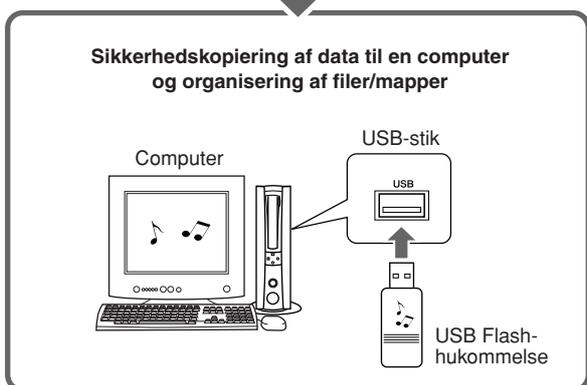 Sikkerhedskopiering af data til en computer
og organisering af filer/mapper
USB-stik
Computer
USB
USB Flash-
hukommelse